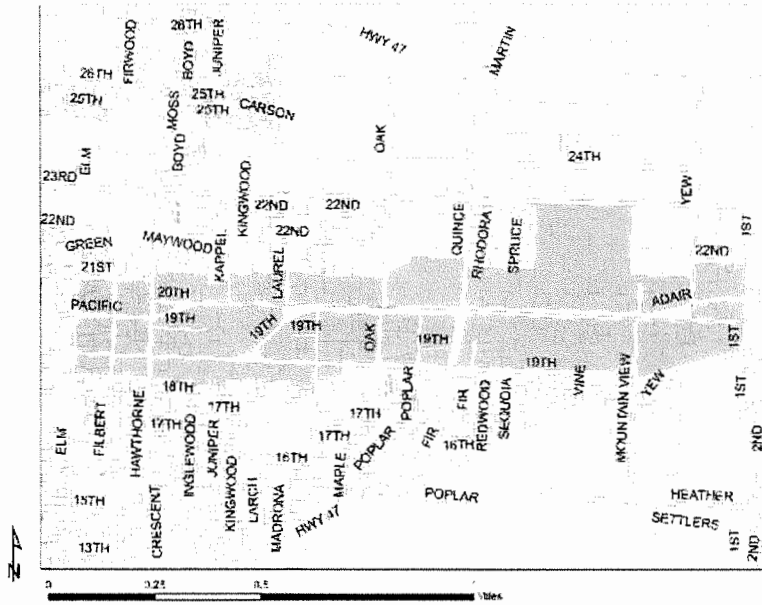 26TH
FIRWOOD
BOYD
JUNIPER
HWY 47
MARTIN
26TH
25TH
25TH
25TH
CARSON
MOSS
BOYD
OAK
24TH
ELM
23RD
KINGWOOD
YEW
22ND
22ND
22ND
22ND
QUINCE
RHODORA
SPRUCE
1ST
GREEN
MAYWOOD
22ND
21ST
KAPPEL
LAUREL
20TH
PACIFIC
ADAIR
19TH
19TH
19TH
OAK
19TH
1ST
19TH
18TH
VINE
MOUNTAIN VIEW
YEW
1ST
17TH
POPLAR
FIR
REDWOOD
SEQUOIA
17TH
ELM
FILBERT
HAWTHORNE
17TH
INGLEWOOD
JUNIPER
17TH
POPLAR
FIR
16TH
2ND
16TH
KINGWOOD
LARCH
MADRONA
MAPLE
POPLAR
HEATHER
15TH
CRESCENT
HWY 47
SETTLERS
13TH
1ST
2ND
0
0.25
0.5
1
Miles